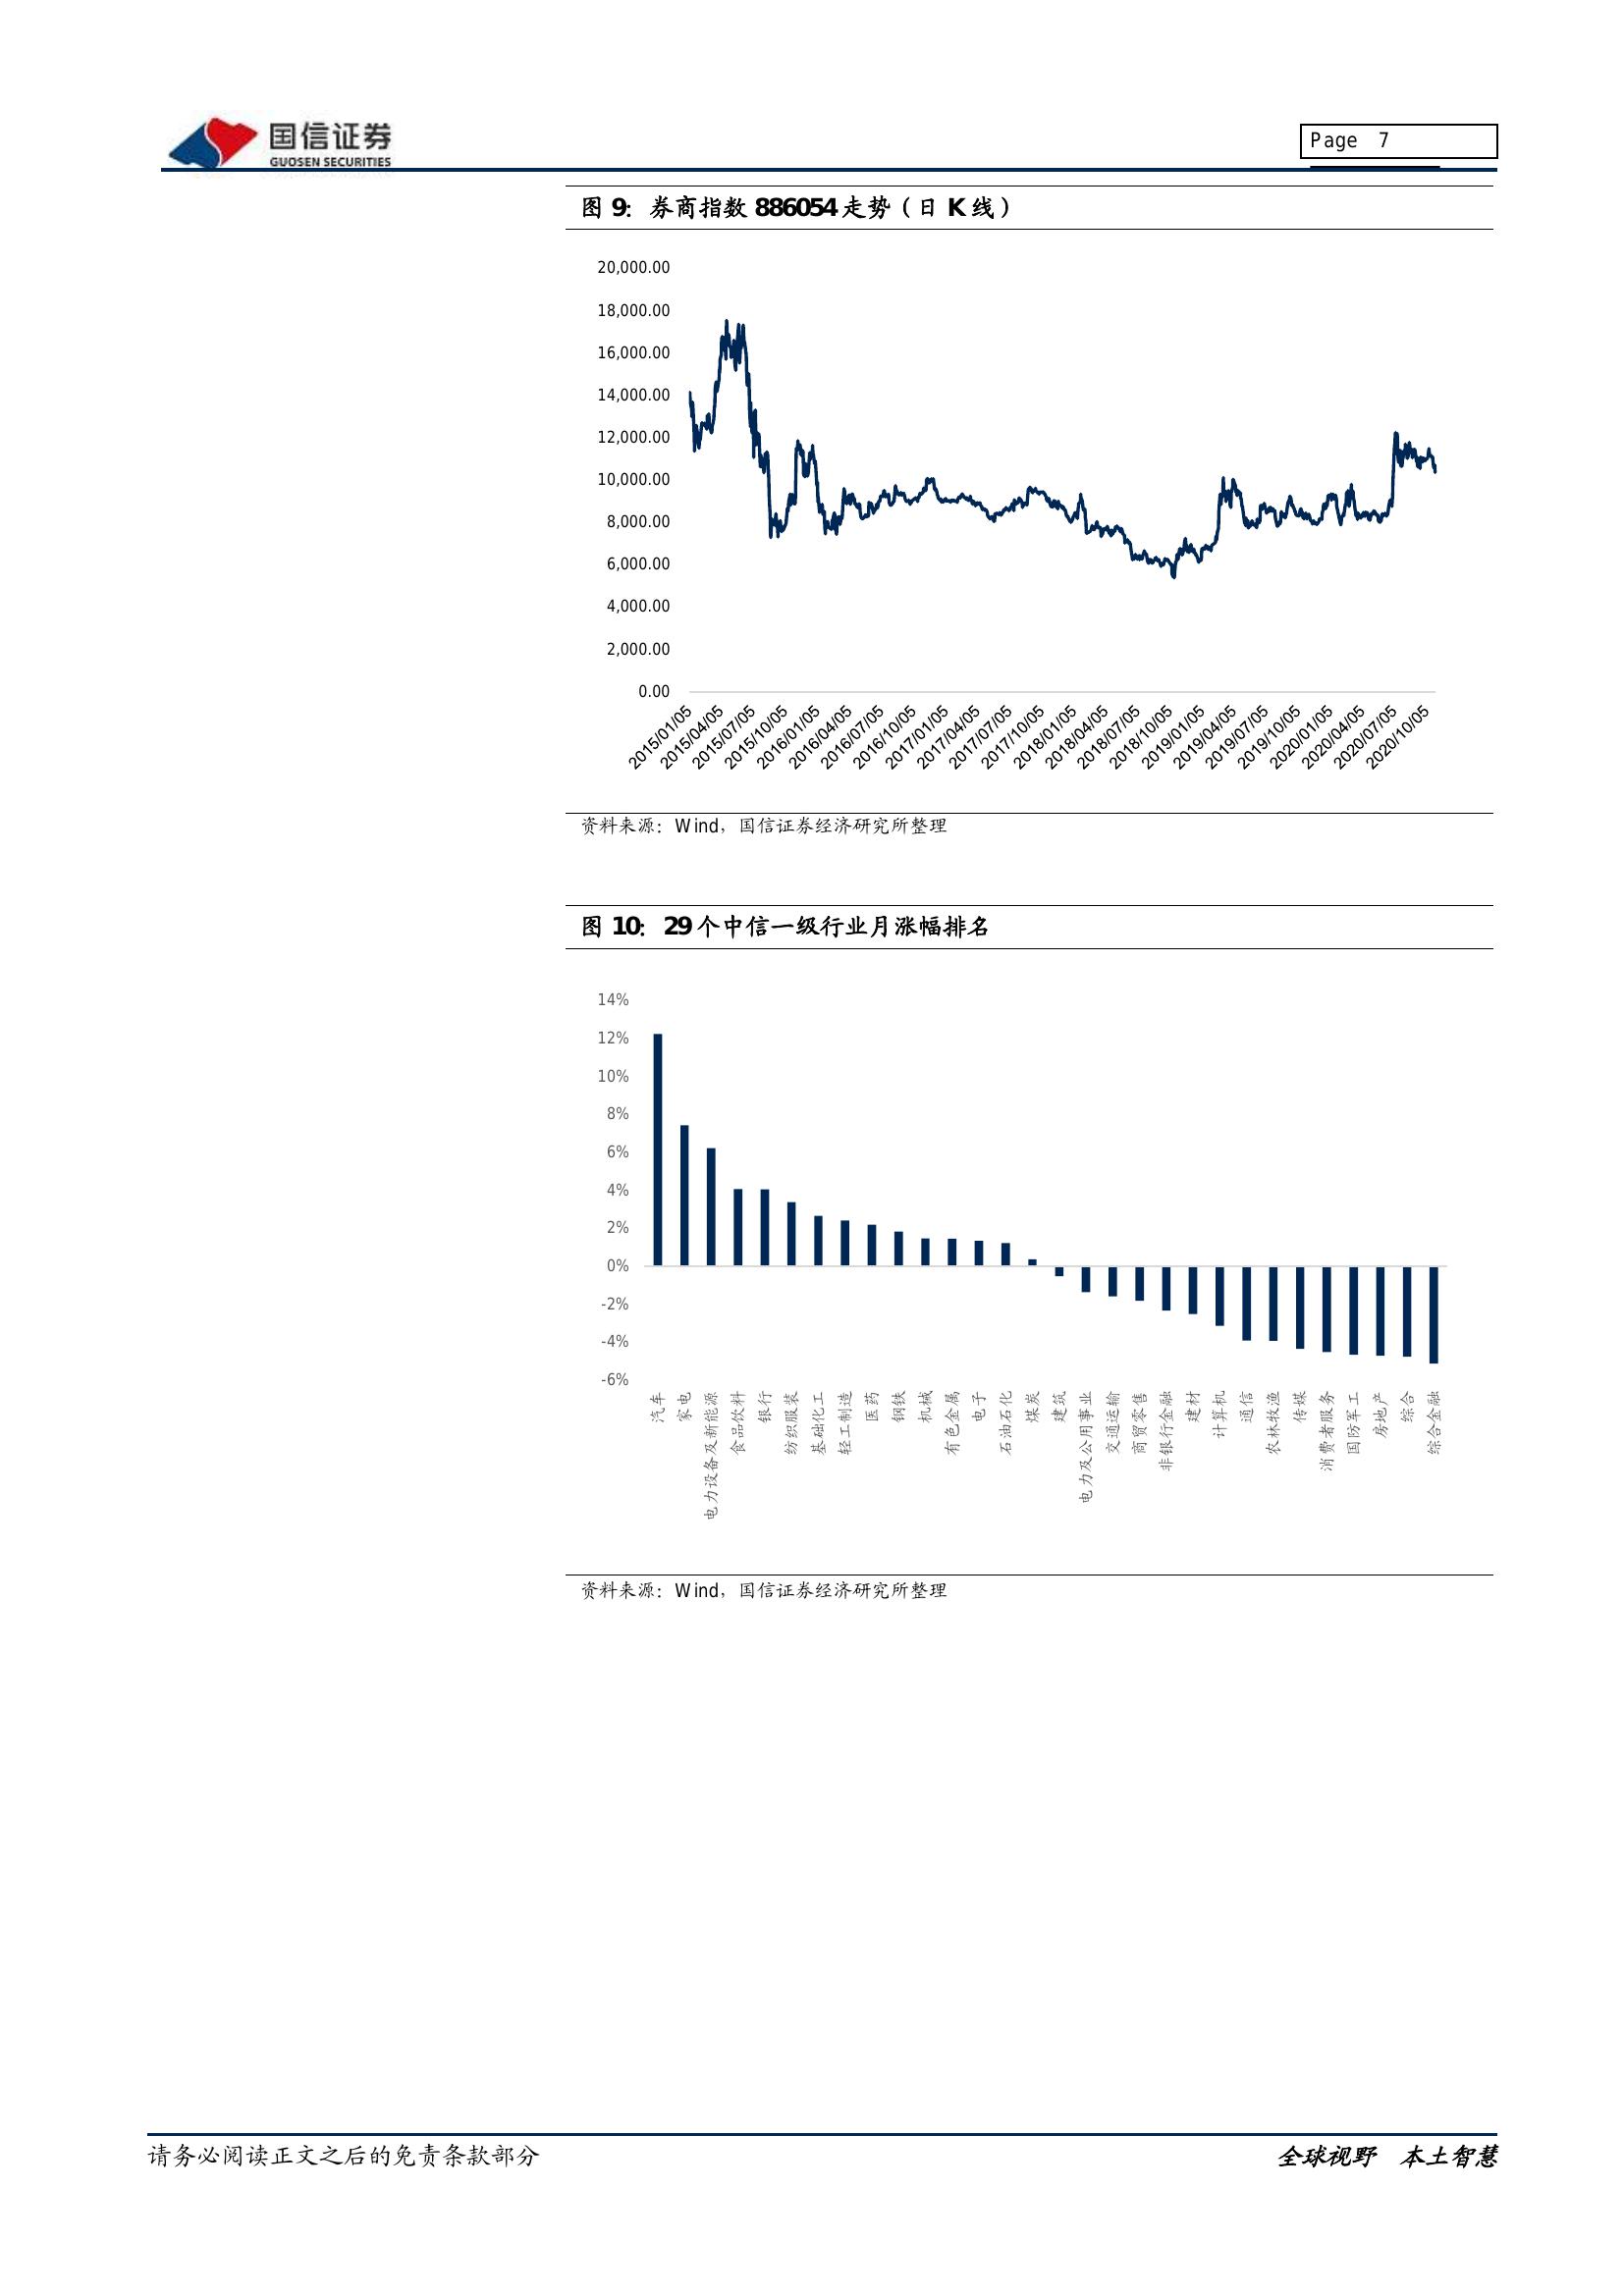 国信证券
GUOSEN SECURITIES
Page 7
图 9：券商指数 886054 走势（日 K 线）
20,000.00
18,000.00
16,000.00
14,000.00
12,000.00
10,000.00
8,000.00
6,000.00
4,000.00
2,000.00
0.00
2015/01/05
2015/04/05
2015/07/05
2015/10/05
2016/01/05
2016/04/05
2016/07/05
2016/10/05
2017/01/05
2017/04/05
2017/07/05
2017/10/05
2018/01/05
2018/04/05
2018/07/05
2018/10/05
2019/01/05
2019/04/05
2019/07/05
2019/10/05
2020/01/05
2020/04/05
2020/07/05
2020/10/05
资料来源：Wind，国信证券经济研究所整理
图 10：29 个中信一级行业月涨幅排名
14%
12%
10%
8%
6%
4%
2%
0%
-2%
-4%
-6%
汽车
家电
电力设备及新能源
食品饮料
银行
纺织服装
基础化工
轻工制造
医药
钢铁
机械
有色金属
电子
石油石化
煤炭
建筑
电力及公用事业
交通运输
商贸零售
非银行金融
建材
计算机
通信
农林牧渔
传媒
消费者服务
国防军工
房地产
综合
综合金融
资料来源：Wind，国信证券经济研究所整理
请务必阅读正文之后的免责条款部分
全球视野 本土智慧